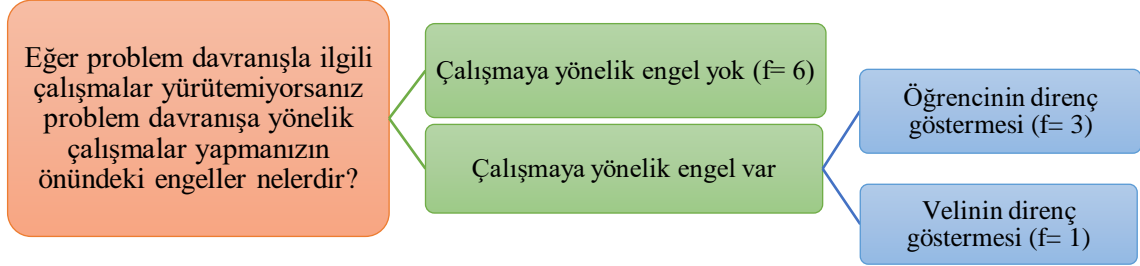 Eğer problem davranışla ilgili
çalışmalar yürütemiyorsanız
problem davranışa yönelik
çalışmalar yapmanızın
önündeki engeller nelerdir?
Çalışmaya yönelik engel yok (f= 6)
Çalışmaya yönelik engel var
Öğrencinin direnç
göstermesi (f= 3)
Velinin direnç
göstermesi (f= 1)